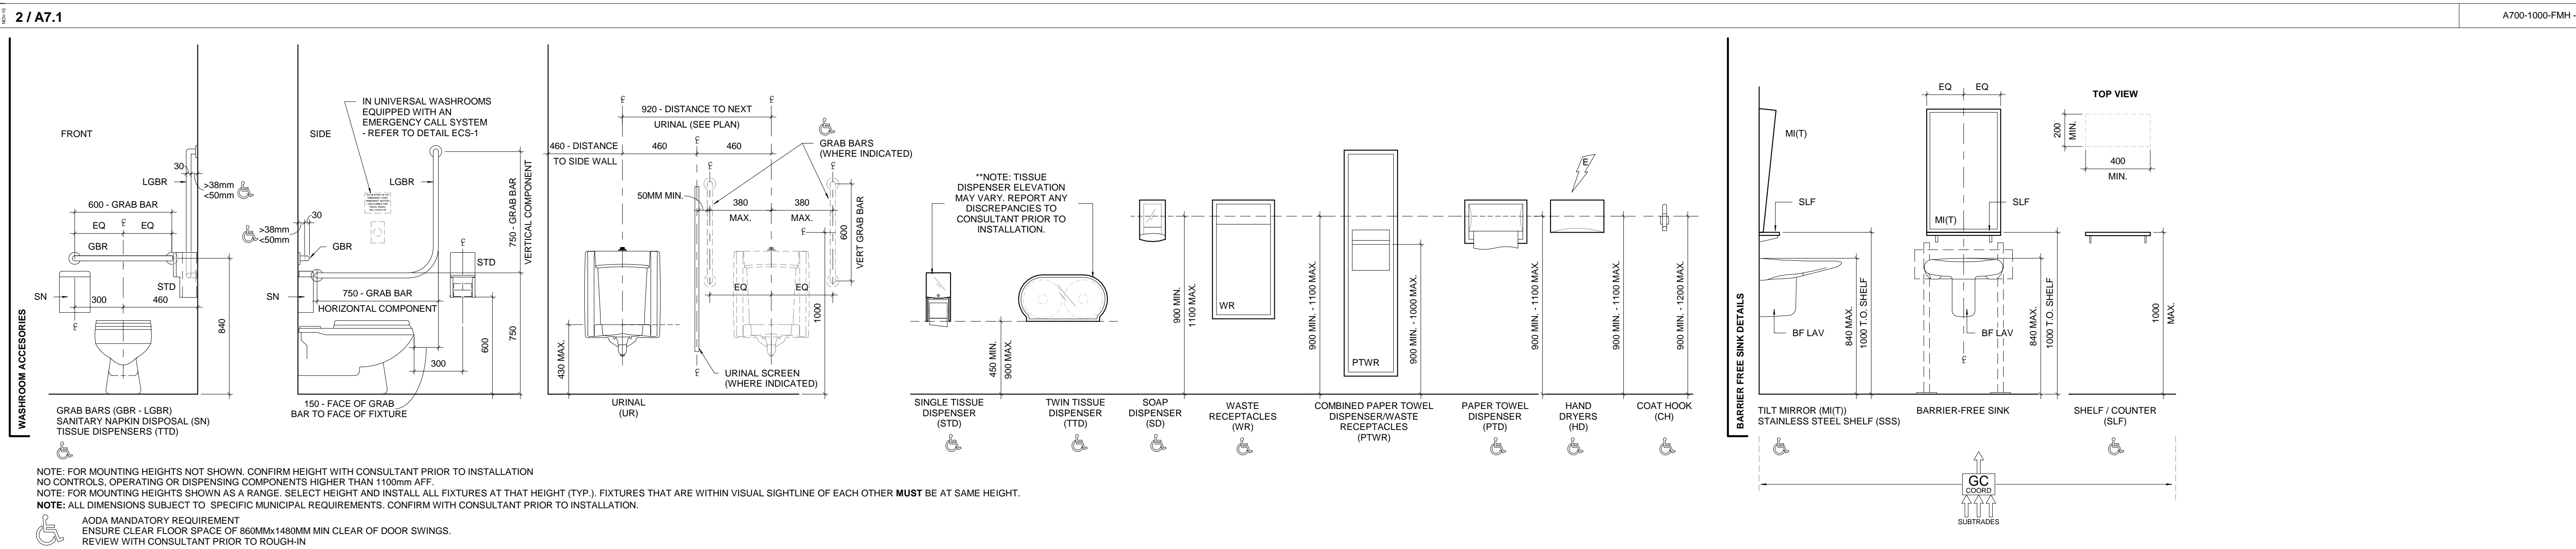 NOV-15
2 / A7.1
A700-1000-FMH -
WASHROOM ACCESORIES
FRONT
30
LGBR
>38mm
<50mm
600 - GRAB BAR
EQ
EQ
GBR
SN
STD
300
460
840
GRAB BARS (GBR - LGBR)
SANITARY NAPKIN DISPOSAL (SN)
TISSUE DISPENSERS (TTD)
SIDE
IN UNIVERSAL WASHROOMS
EQUIPPED WITH AN
EMERGENCY CALL SYSTEM
- REFER TO DETAIL ECS-1
LGBR
30
>38mm
<50mm
GBR
STD
SN
750 - GRAB BAR
HORIZONTAL COMPONENT
750 - GRAB BAR
VERTICAL COMPONENT
300
600
750
150 - FACE OF GRAB
BAR TO FACE OF FIXTURE
920 - DISTANCE TO NEXT
URINAL (SEE PLAN)
460 - DISTANCE
TO SIDE WALL
460
460
GRAB BARS
(WHERE INDICATED)
50MM MIN.
380
MAX.
380
MAX.
600
VERT GRAB BAR
EQ
EQ
1000
430 MAX.
URINAL SCREEN
(WHERE INDICATED)
URINAL
(UR)
**NOTE: TISSUE
DISPENSER ELEVATION
MAY VARY. REPORT ANY
DISCREPANCIES TO
CONSULTANT PRIOR TO
INSTALLATION.
450 MIN.
900 MAX.
SINGLE TISSUE
DISPENSER
(STD)
TWIN TISSUE
DISPENSER
(TTD)
900 MIN.
1100 MAX.
SOAP
DISPENSER
(SD)
WR
900 MIN. - 1100 MAX.
WASTE
RECEPTACLES
(WR)
PTWR
900 MIN. - 1000 MAX.
COMBINED PAPER TOWEL
DISPENSER/WASTE
RECEPTACLES
(PTWR)
900 MIN. - 1100 MAX.
PAPER TOWEL
DISPENSER
(PTD)
E
900 MIN. - 1100 MAX.
HAND
DRYERS
(HD)
900 MIN. - 1200 MAX.
COAT HOOK
(CH)
BARRIER FREE SINK DETAILS
MI(T)
SLF
BF LAV
840 MAX.
1000 T.O. SHELF
TILT MIRROR (MI(T))
STAINLESS STEEL SHELF (SSS)
EQ
EQ
MI(T)
SLF
BF LAV
840 MAX.
1000 T.O. SHELF
BARRIER-FREE SINK
TOP VIEW
200
MIN.
400
MIN.
1000
MAX.
SHELF / COUNTER
(SLF)
GC
COORD
SUBTRADES
NOTE: FOR MOUNTING HEIGHTS NOT SHOWN. CONFIRM HEIGHT WITH CONSULTANT PRIOR TO INSTALLATION
NO CONTROLS, OPERATING OR DISPENSING COMPONENTS HIGHER THAN 1100mm AFF.
NOTE: FOR MOUNTING HEIGHTS SHOWN AS A RANGE. SELECT HEIGHT AND INSTALL ALL FIXTURES AT THAT HEIGHT (TYP.). FIXTURES THAT ARE WITHIN VISUAL SIGHTLINE OF EACH OTHER MUST BE AT SAME HEIGHT.
NOTE: ALL DIMENSIONS SUBJECT TO SPECIFIC MUNICIPAL REQUIREMENTS. CONFIRM WITH CONSULTANT PRIOR TO INSTALLATION.
AODA MANDATORY REQUIREMENT
ENSURE CLEAR FLOOR SPACE OF 860MMx1480MM MIN CLEAR OF DOOR SWINGS.
REVIEW WITH CONSULTANT PRIOR TO ROUGH-IN